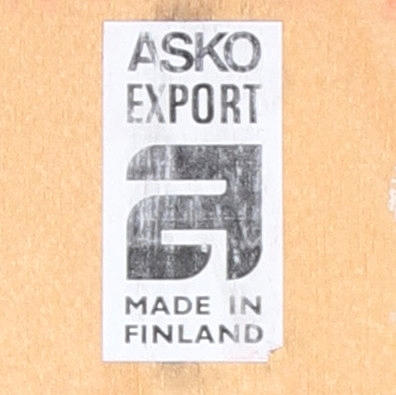 ASKO
EXPORT
MADE IN
FINLAND